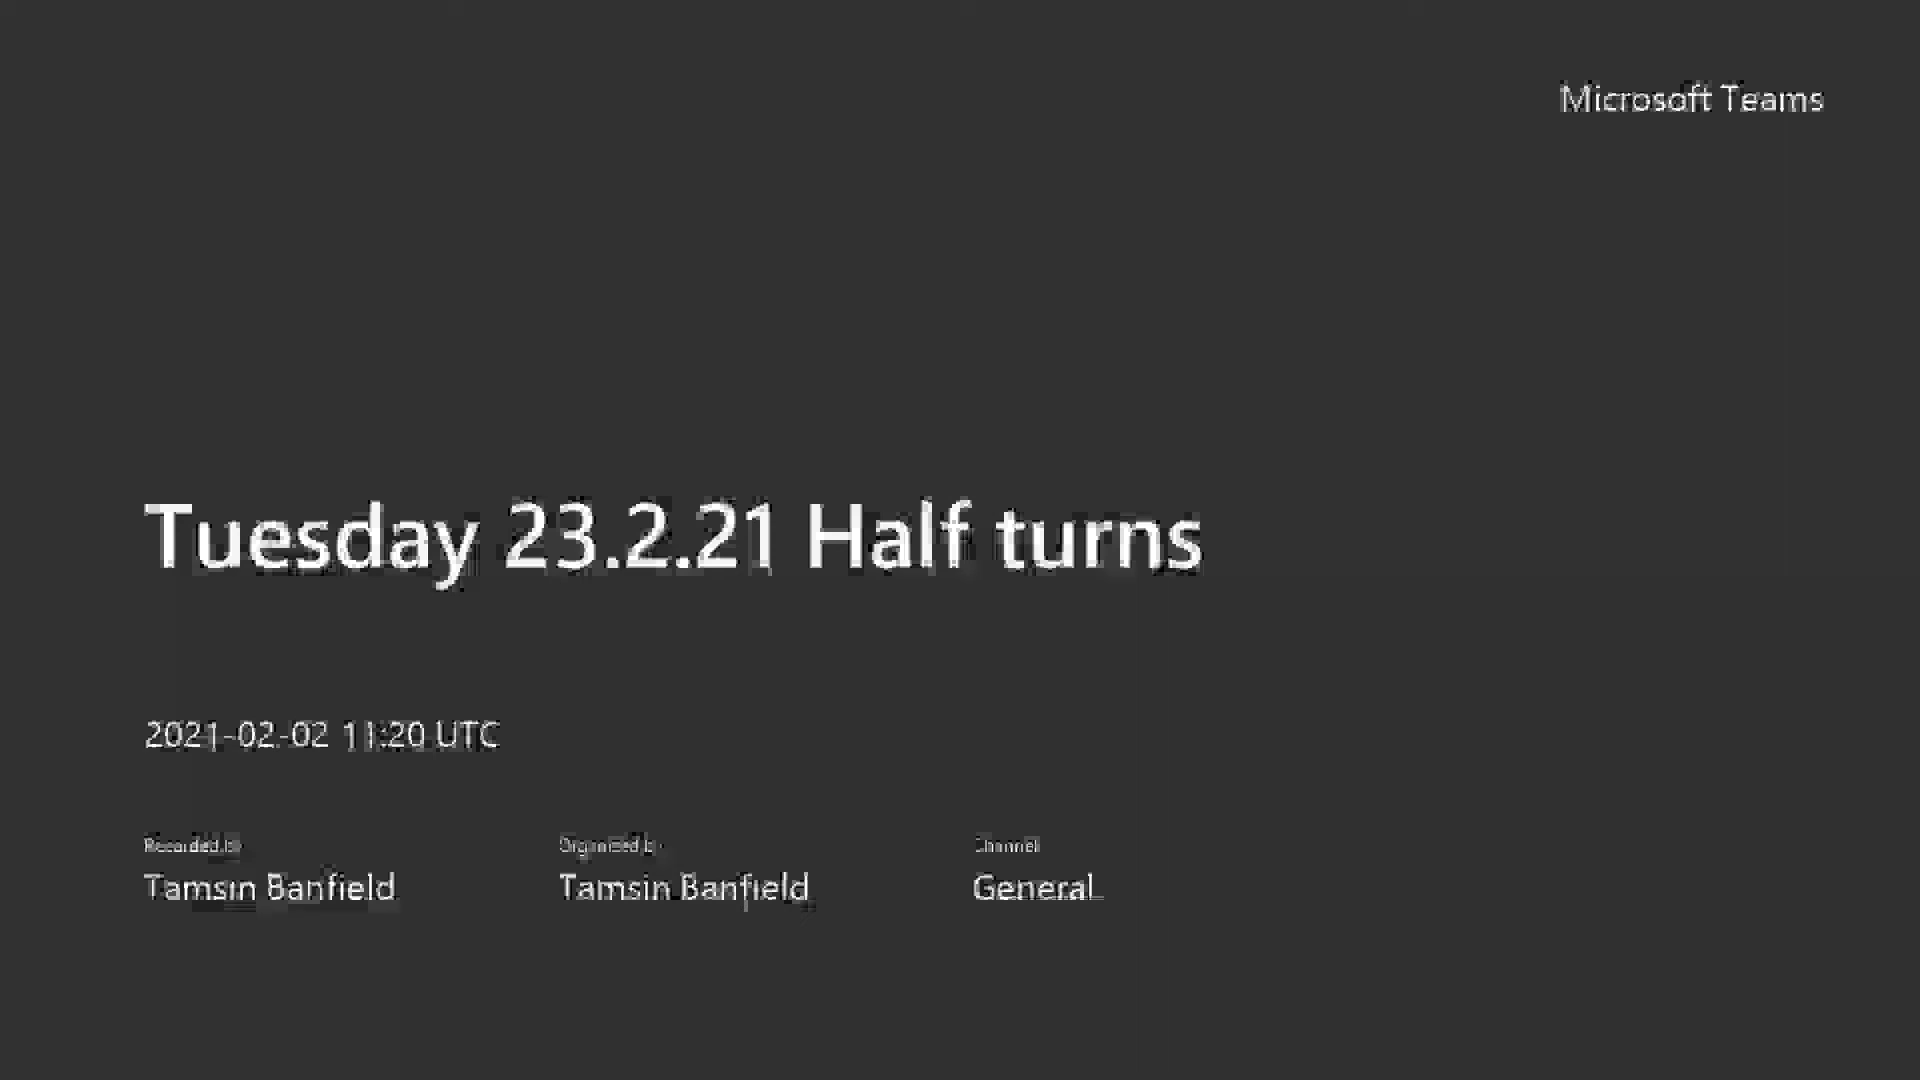 Microsoft Teams
Tuesday 23.2.21 Half turns
2021-02-02 11:20 UTC
Recorded by
Organized by
Channel
Tamsin Banfield
Tamsin Banfield
General